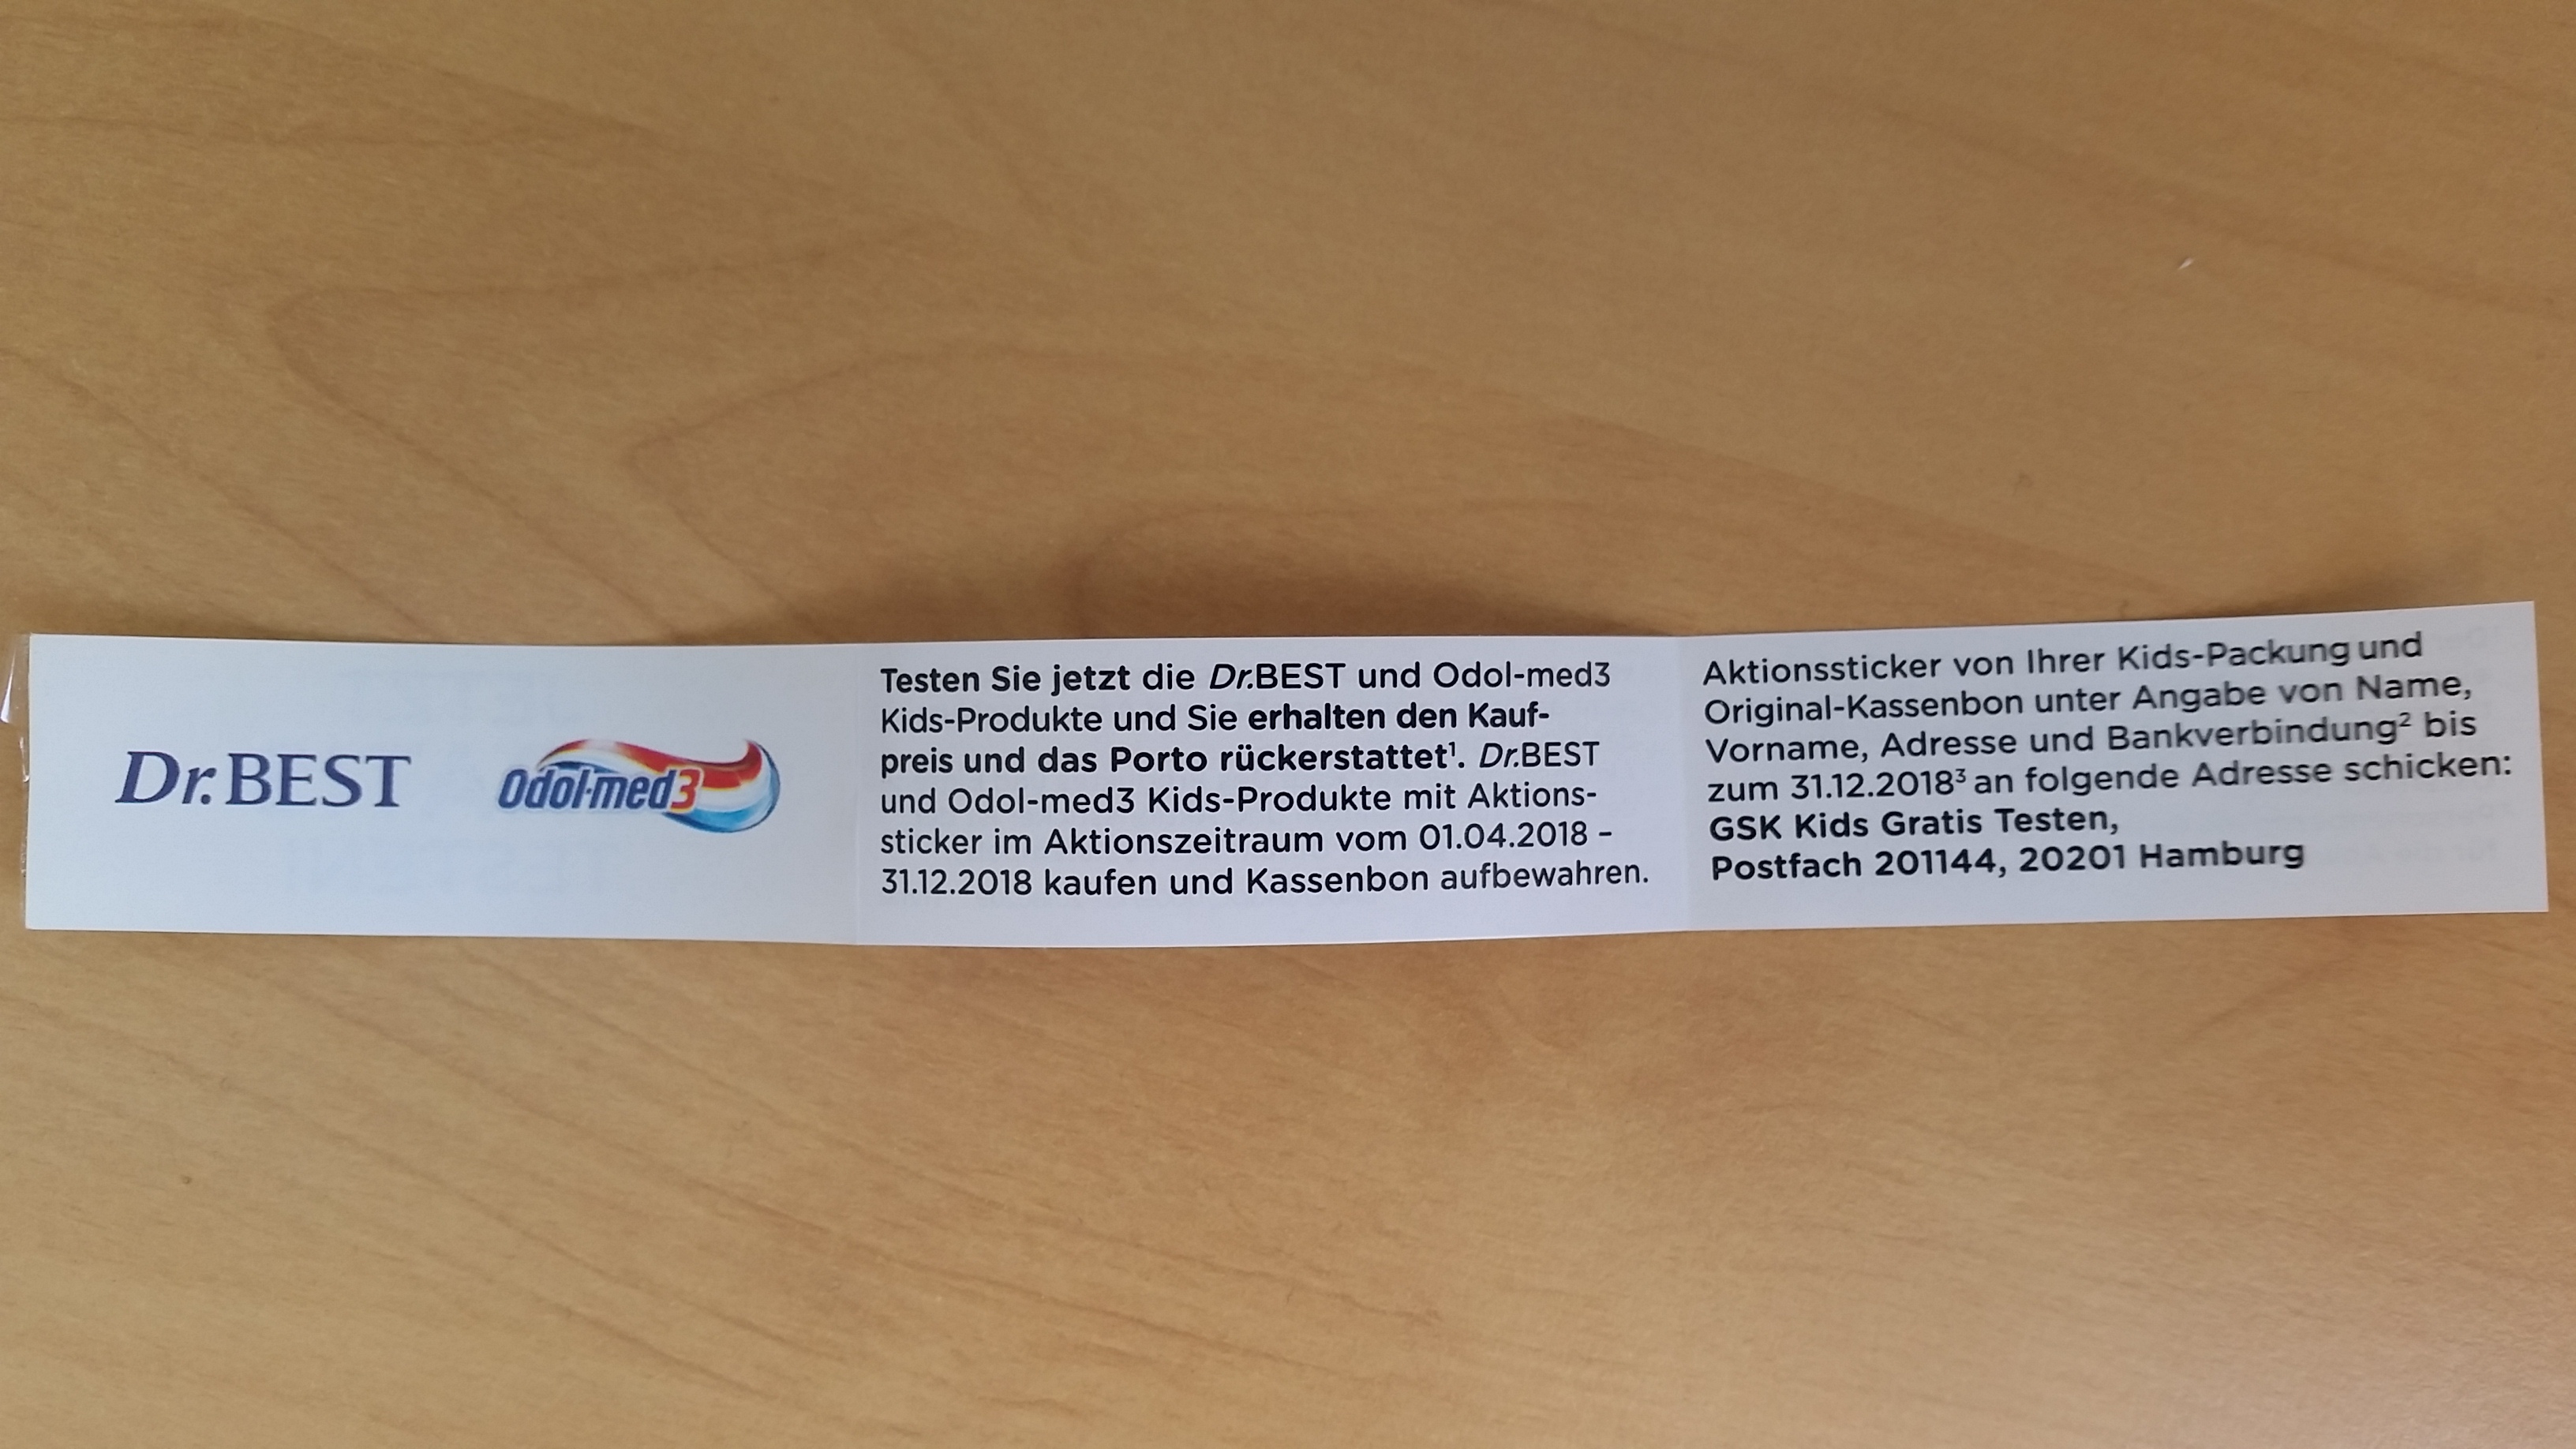 Dr.BEST
Odol-med3
Testen Sie jetzt die Dr.BEST und Odol-med3
Kids-Produkte und Sie erhalten den Kauf-
preis und das Porto rückerstattet¹. Dr.BEST
und Odol-med3 Kids-Produkte mit Aktions-
sticker im Aktionszeitraum vom 01.04.2018 –
31.12.2018 kaufen und Kassenbon aufbewahren.
Aktionssticker von Ihrer Kids-Packung und
Original-Kassenbon unter Angabe von Name,
Vorname, Adresse und Bankverbindung² bis
zum 31.12.2018³ an folgende Adresse schicken:
GSK Kids Gratis Testen,
Postfach 201144, 20201 Hamburg